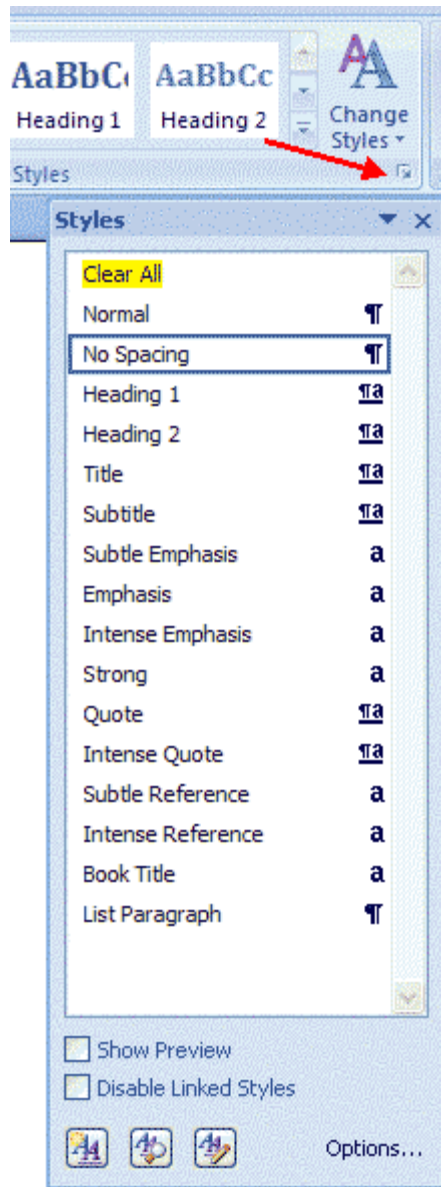 AaBbC AaBbCc
Heading 1 Heading 2 Change
Styles
Styles
Styles
Clear All
Normal ¶
No Spacing ¶
Heading 1 ¶a
Heading 2 ¶a
Title ¶a
Subtitle ¶a
Subtle Emphasis a
Emphasis a
Intense Emphasis a
Strong a
Quote ¶a
Intense Quote ¶a
Subtle Reference a
Intense Reference a
Book Title a
List Paragraph ¶
Show Preview
Disable Linked Styles
Options...